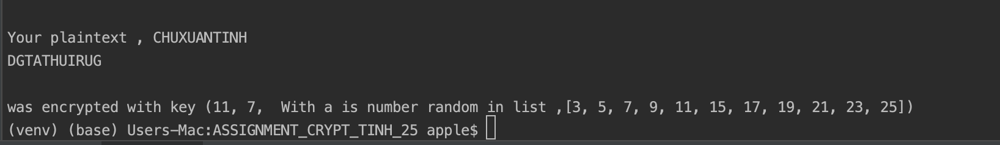 Your plaintext , CHUXUANTINH
DGTATHUIRUG
was encrypted with key (11, 7,  With a is number random in list ,[3, 5, 7, 9, 11, 15, 17, 19, 21, 23, 25])
(venv) (base) Users-Mac:ASSIGNMENT_CRYPT_TINH_25 apple$